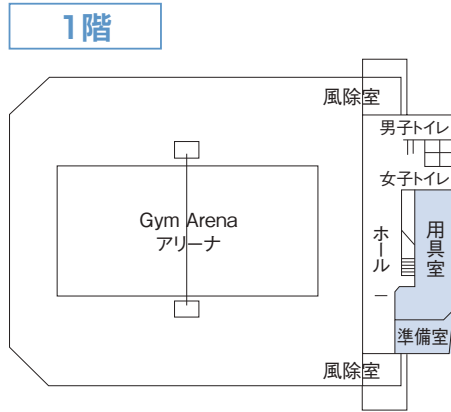 1階
風除室
男子トイレ
女子トイレ
Gym Arena
アリーナ
ホール
用具室
準備室
風除室